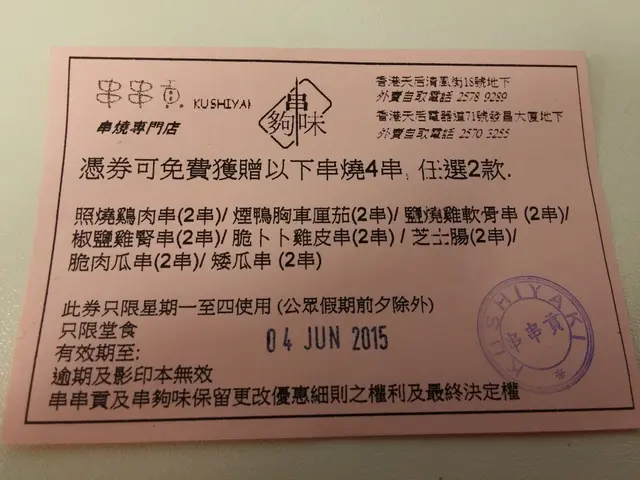 串串貢 KUSHIYAKI
串燒專門店
串夠味
香港天后清風街18號地下
外賣自取電話 2578 9289
香港天后電器道71號發昌大廈地下
外賣自取電話 2570 3255
憑券可免費獲贈以下串燒4串, 任選2款.
照燒鷄肉串(2串)/ 煙鴨胸車厘茄(2串)/ 鹽燒雞軟骨串 (2串)/
椒鹽雞腎串(2串)/ 脆卜卜雞皮串(2串) / 芝士腸(2串)/
脆肉瓜串(2串)/ 矮瓜串 (2串)
此券只限星期一至四使用 (公眾假期前夕除外)
只限堂食
有效期至: 04 JUN 2015
逾期及影印本無效
串串貢及串夠味保留更改優惠細則之權利及最終決定權
KUSHIYAKI
串串貢